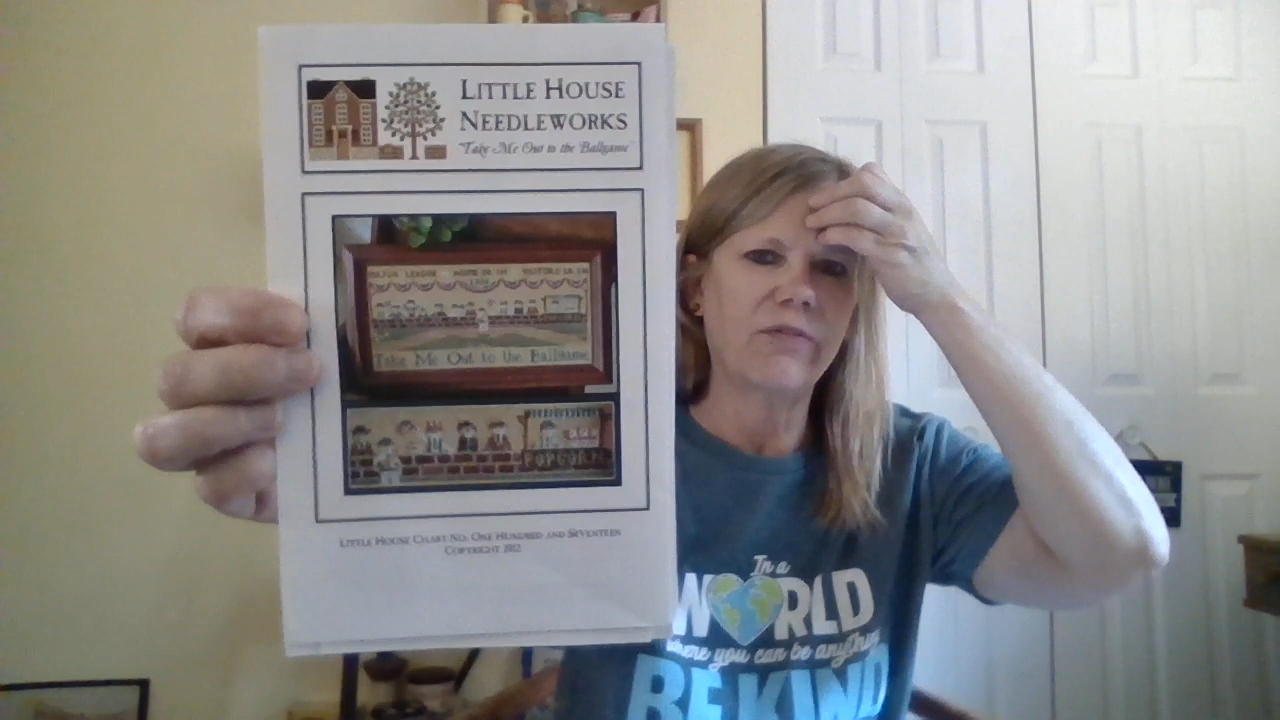 LITTLE HOUSE
NEEDLEWORKS
"Take Me Out to the Ballgame"
Take Me Out to the Ballgame
POPCORN
LITTLE HOUSE CHART NO. ONE HUNDRED AND SEVENTEEN
COPYRIGHT 2012
In a
WORLD
where you can be anything
BE KIND